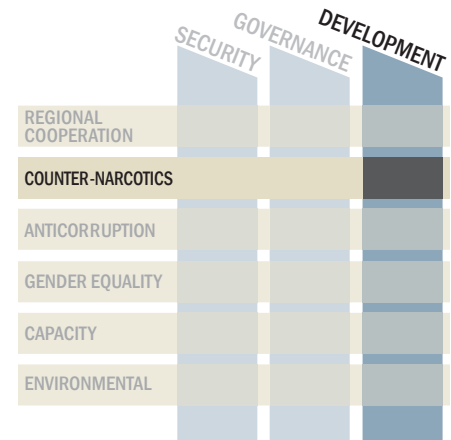 SECURITY
GOVERNANCE
DEVELOPMENT
REGIONAL
COOPERATION
COUNTER-NARCOTICS
ANTICORRUPTION
GENDER EQUALITY
CAPACITY
ENVIRONMENTAL